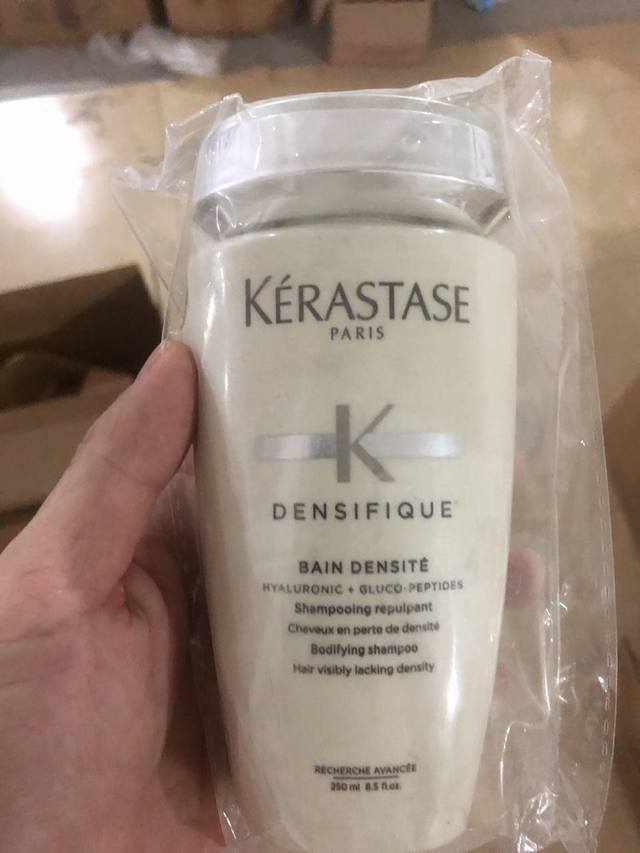 KÉRASTASE
PARIS
K
DENSIFIQUE
BAIN DENSITÉ
HYALURONIC + GLUCO-PEPTIDES
Shampooing repulpant
Cheveux en perte de densité
Bodifying shampoo
Hair visibly lacking density
RECHERCHE AVANCÉE
250 ml 8.5 fl.oz.